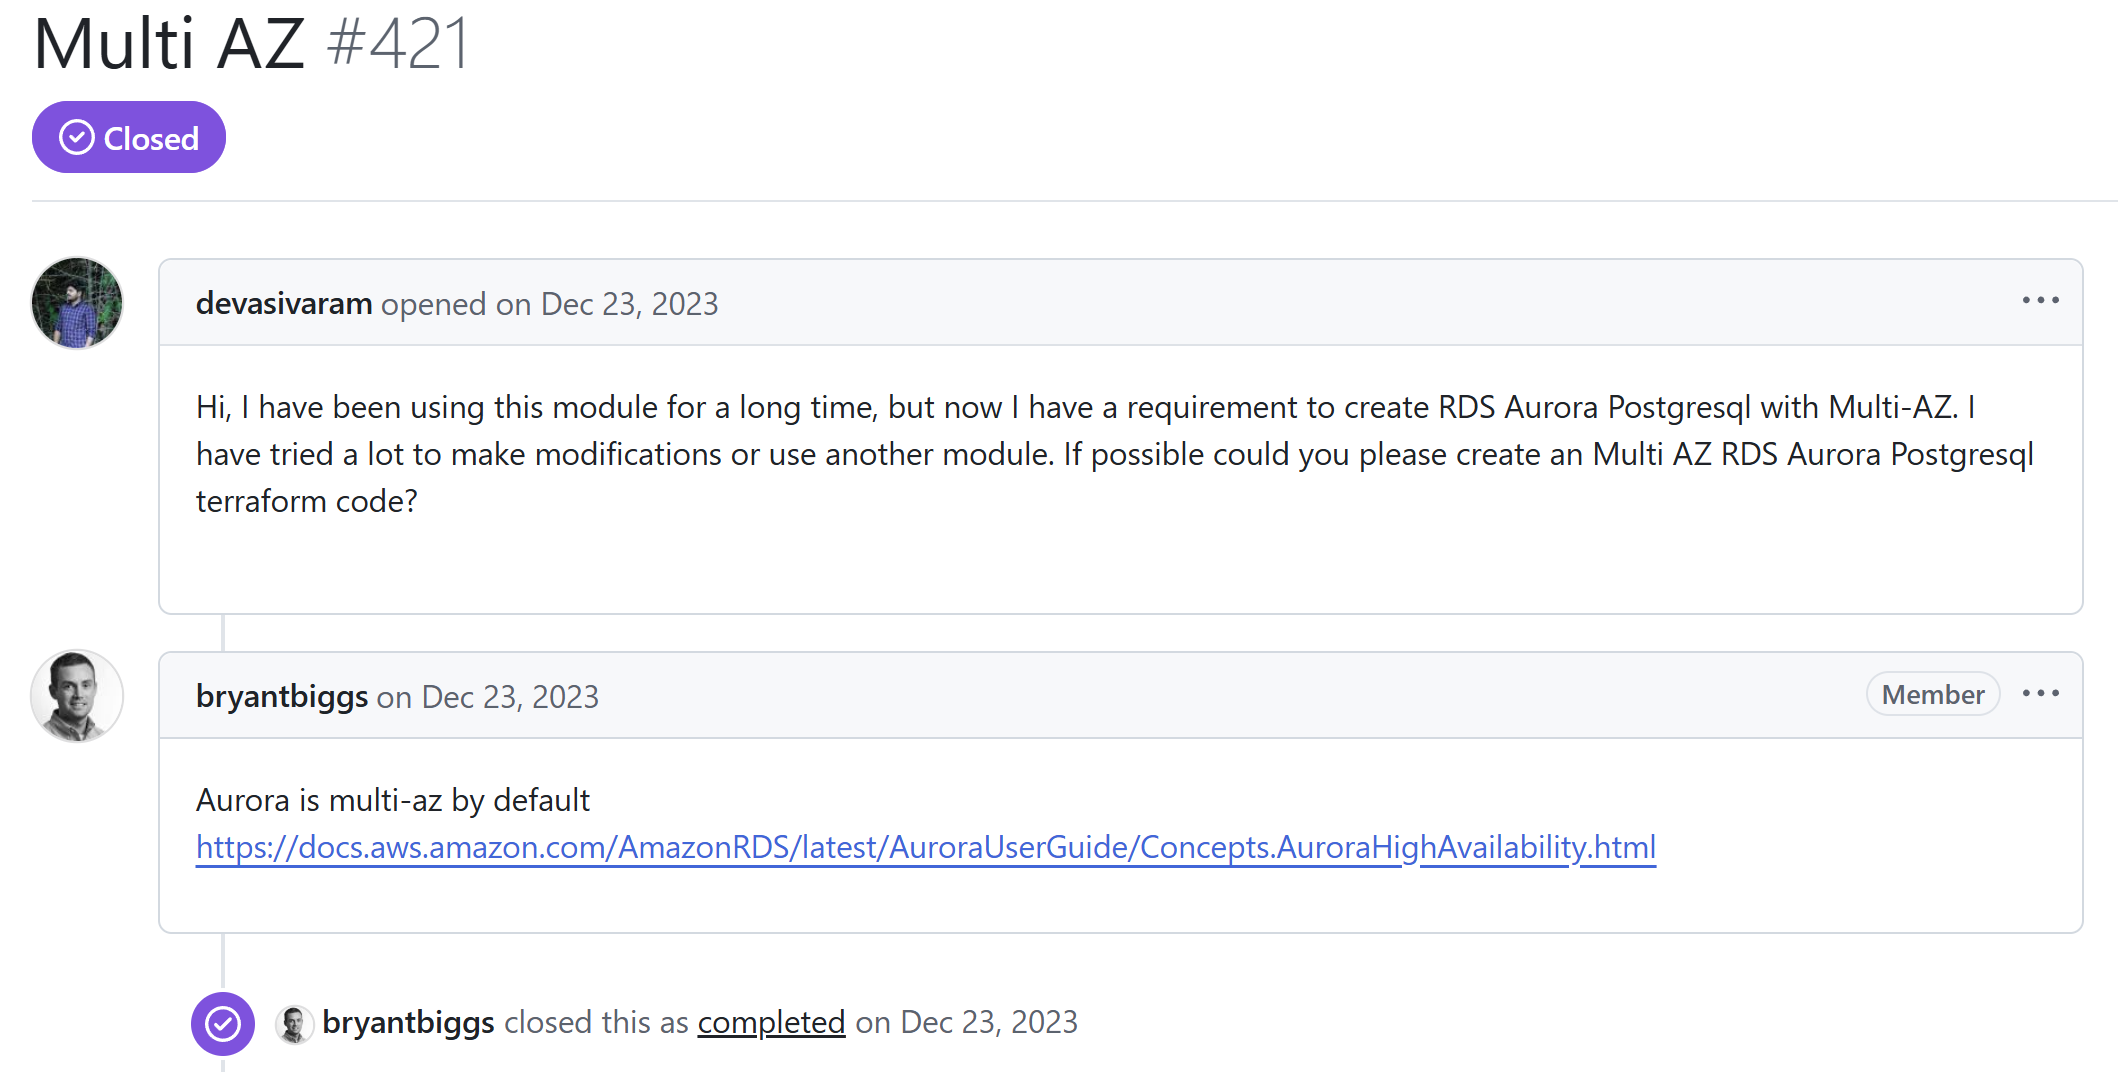 Multi AZ #421
Closed
devasivaram opened on Dec 23, 2023
Hi, I have been using this module for a long time, but now I have a requirement to create RDS Aurora Postgresql with Multi-AZ. I
have tried a lot to make modifications or use another module. If possible could you please create an Multi AZ RDS Aurora Postgresql
terraform code?
bryantbiggs on Dec 23, 2023
Member
Aurora is multi-az by default
https://docs.aws.amazon.com/AmazonRDS/latest/AuroraUserGuide/Concepts.AuroraHighAvailability.html
bryantbiggs closed this as completed on Dec 23, 2023